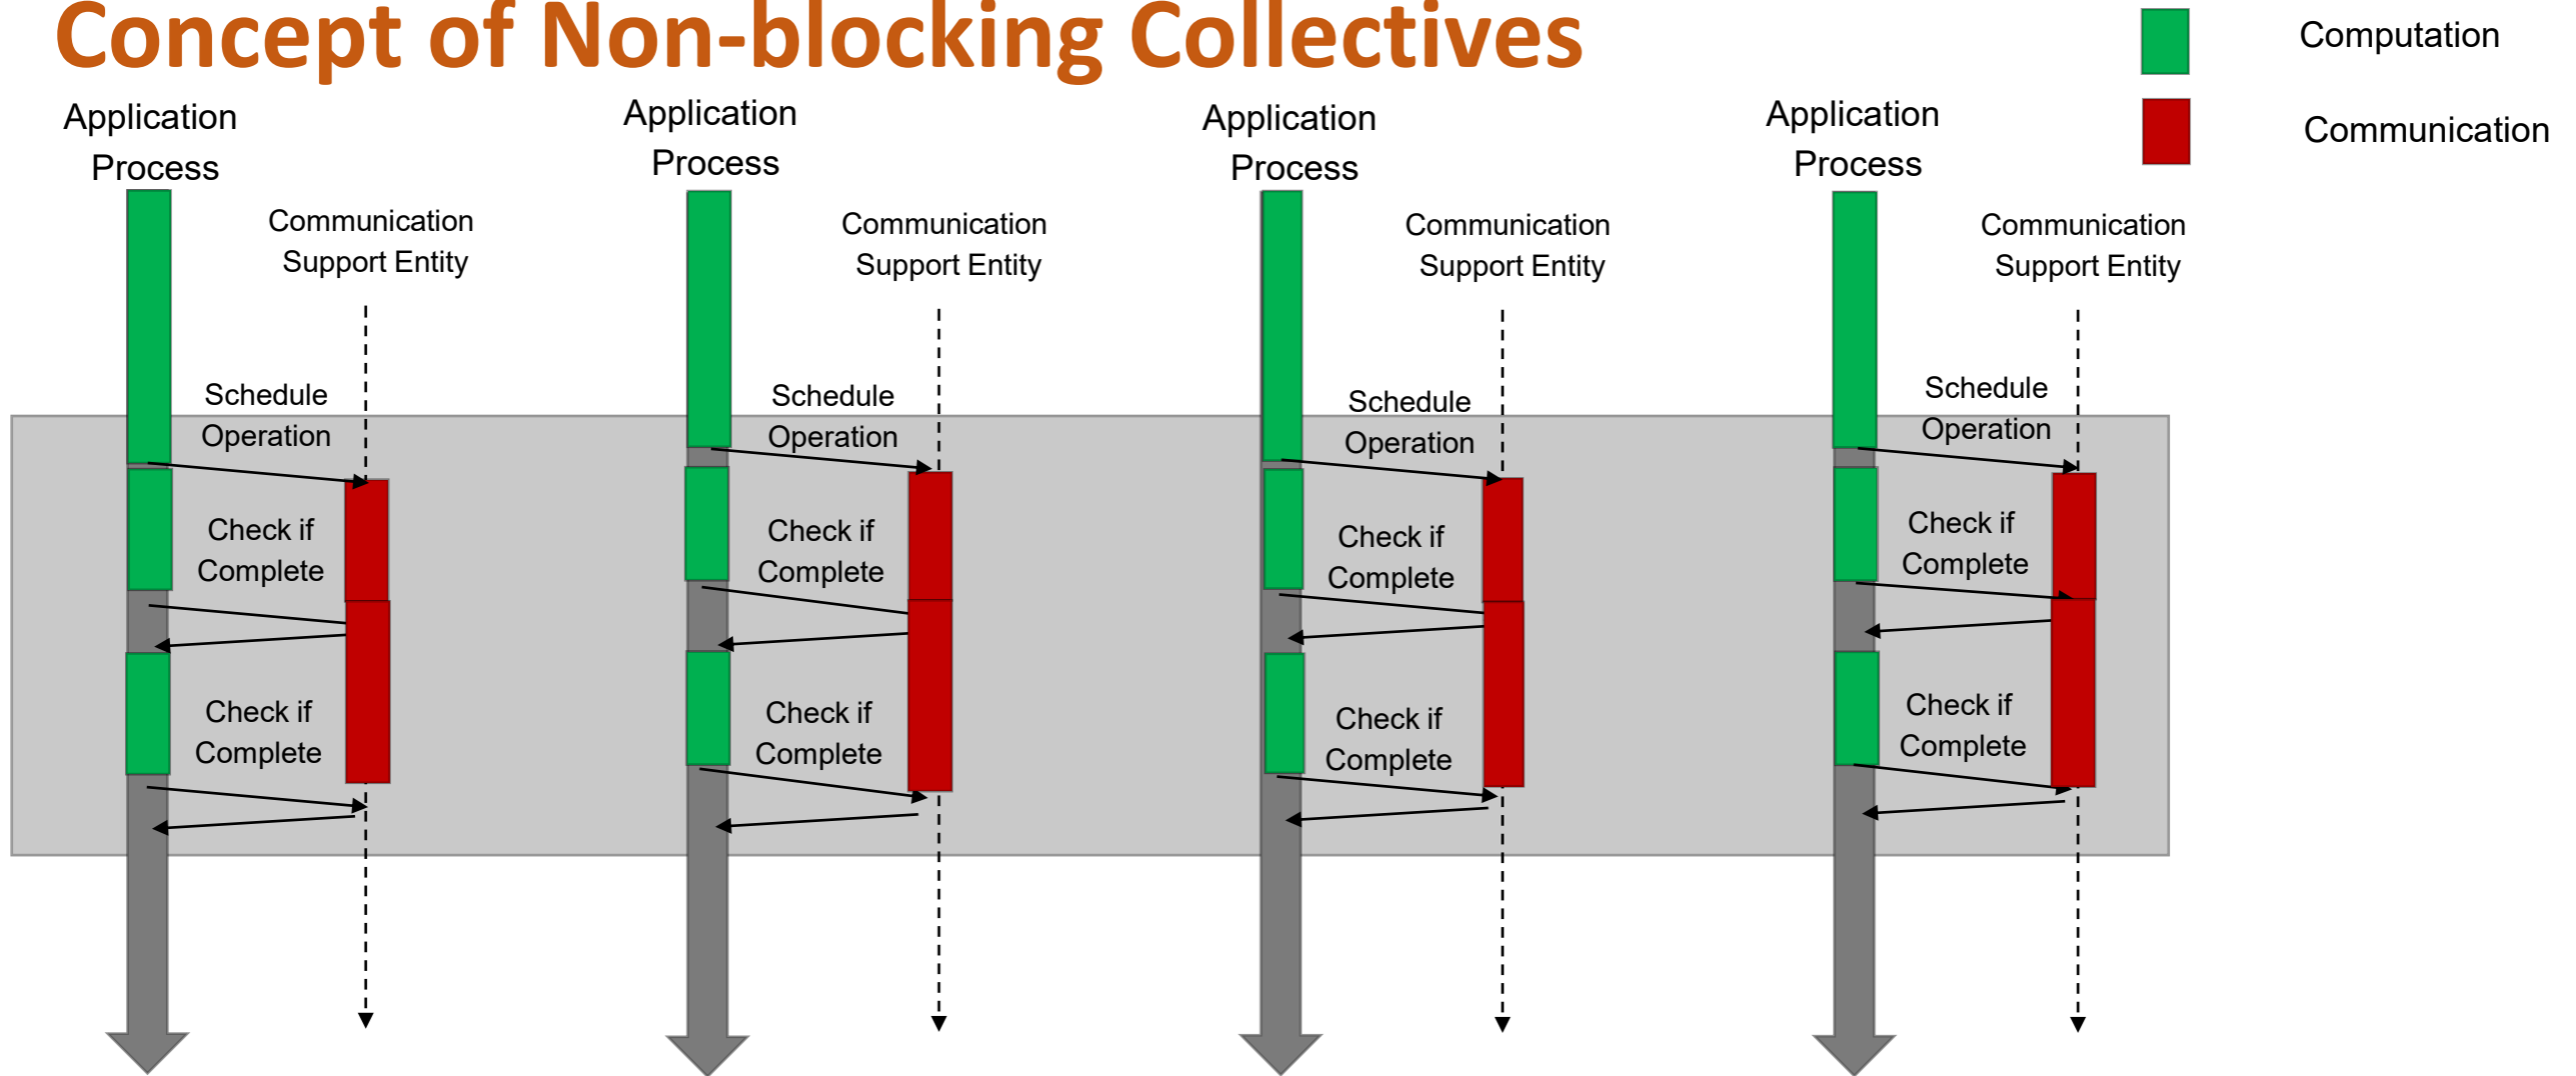 Concept of Non-blocking Collectives
Computation
Communication
Application
Process
Application
Process
Application
Process
Application
Process
Communication
Support Entity
Communication
Support Entity
Communication
Support Entity
Communication
Support Entity
Schedule
Operation
Schedule
Operation
Schedule
Operation
Schedule
Operation
Check if
Complete
Check if
Complete
Check if
Complete
Check if
Complete
Check if
Complete
Check if
Complete
Check if
Complete
Check if
Complete